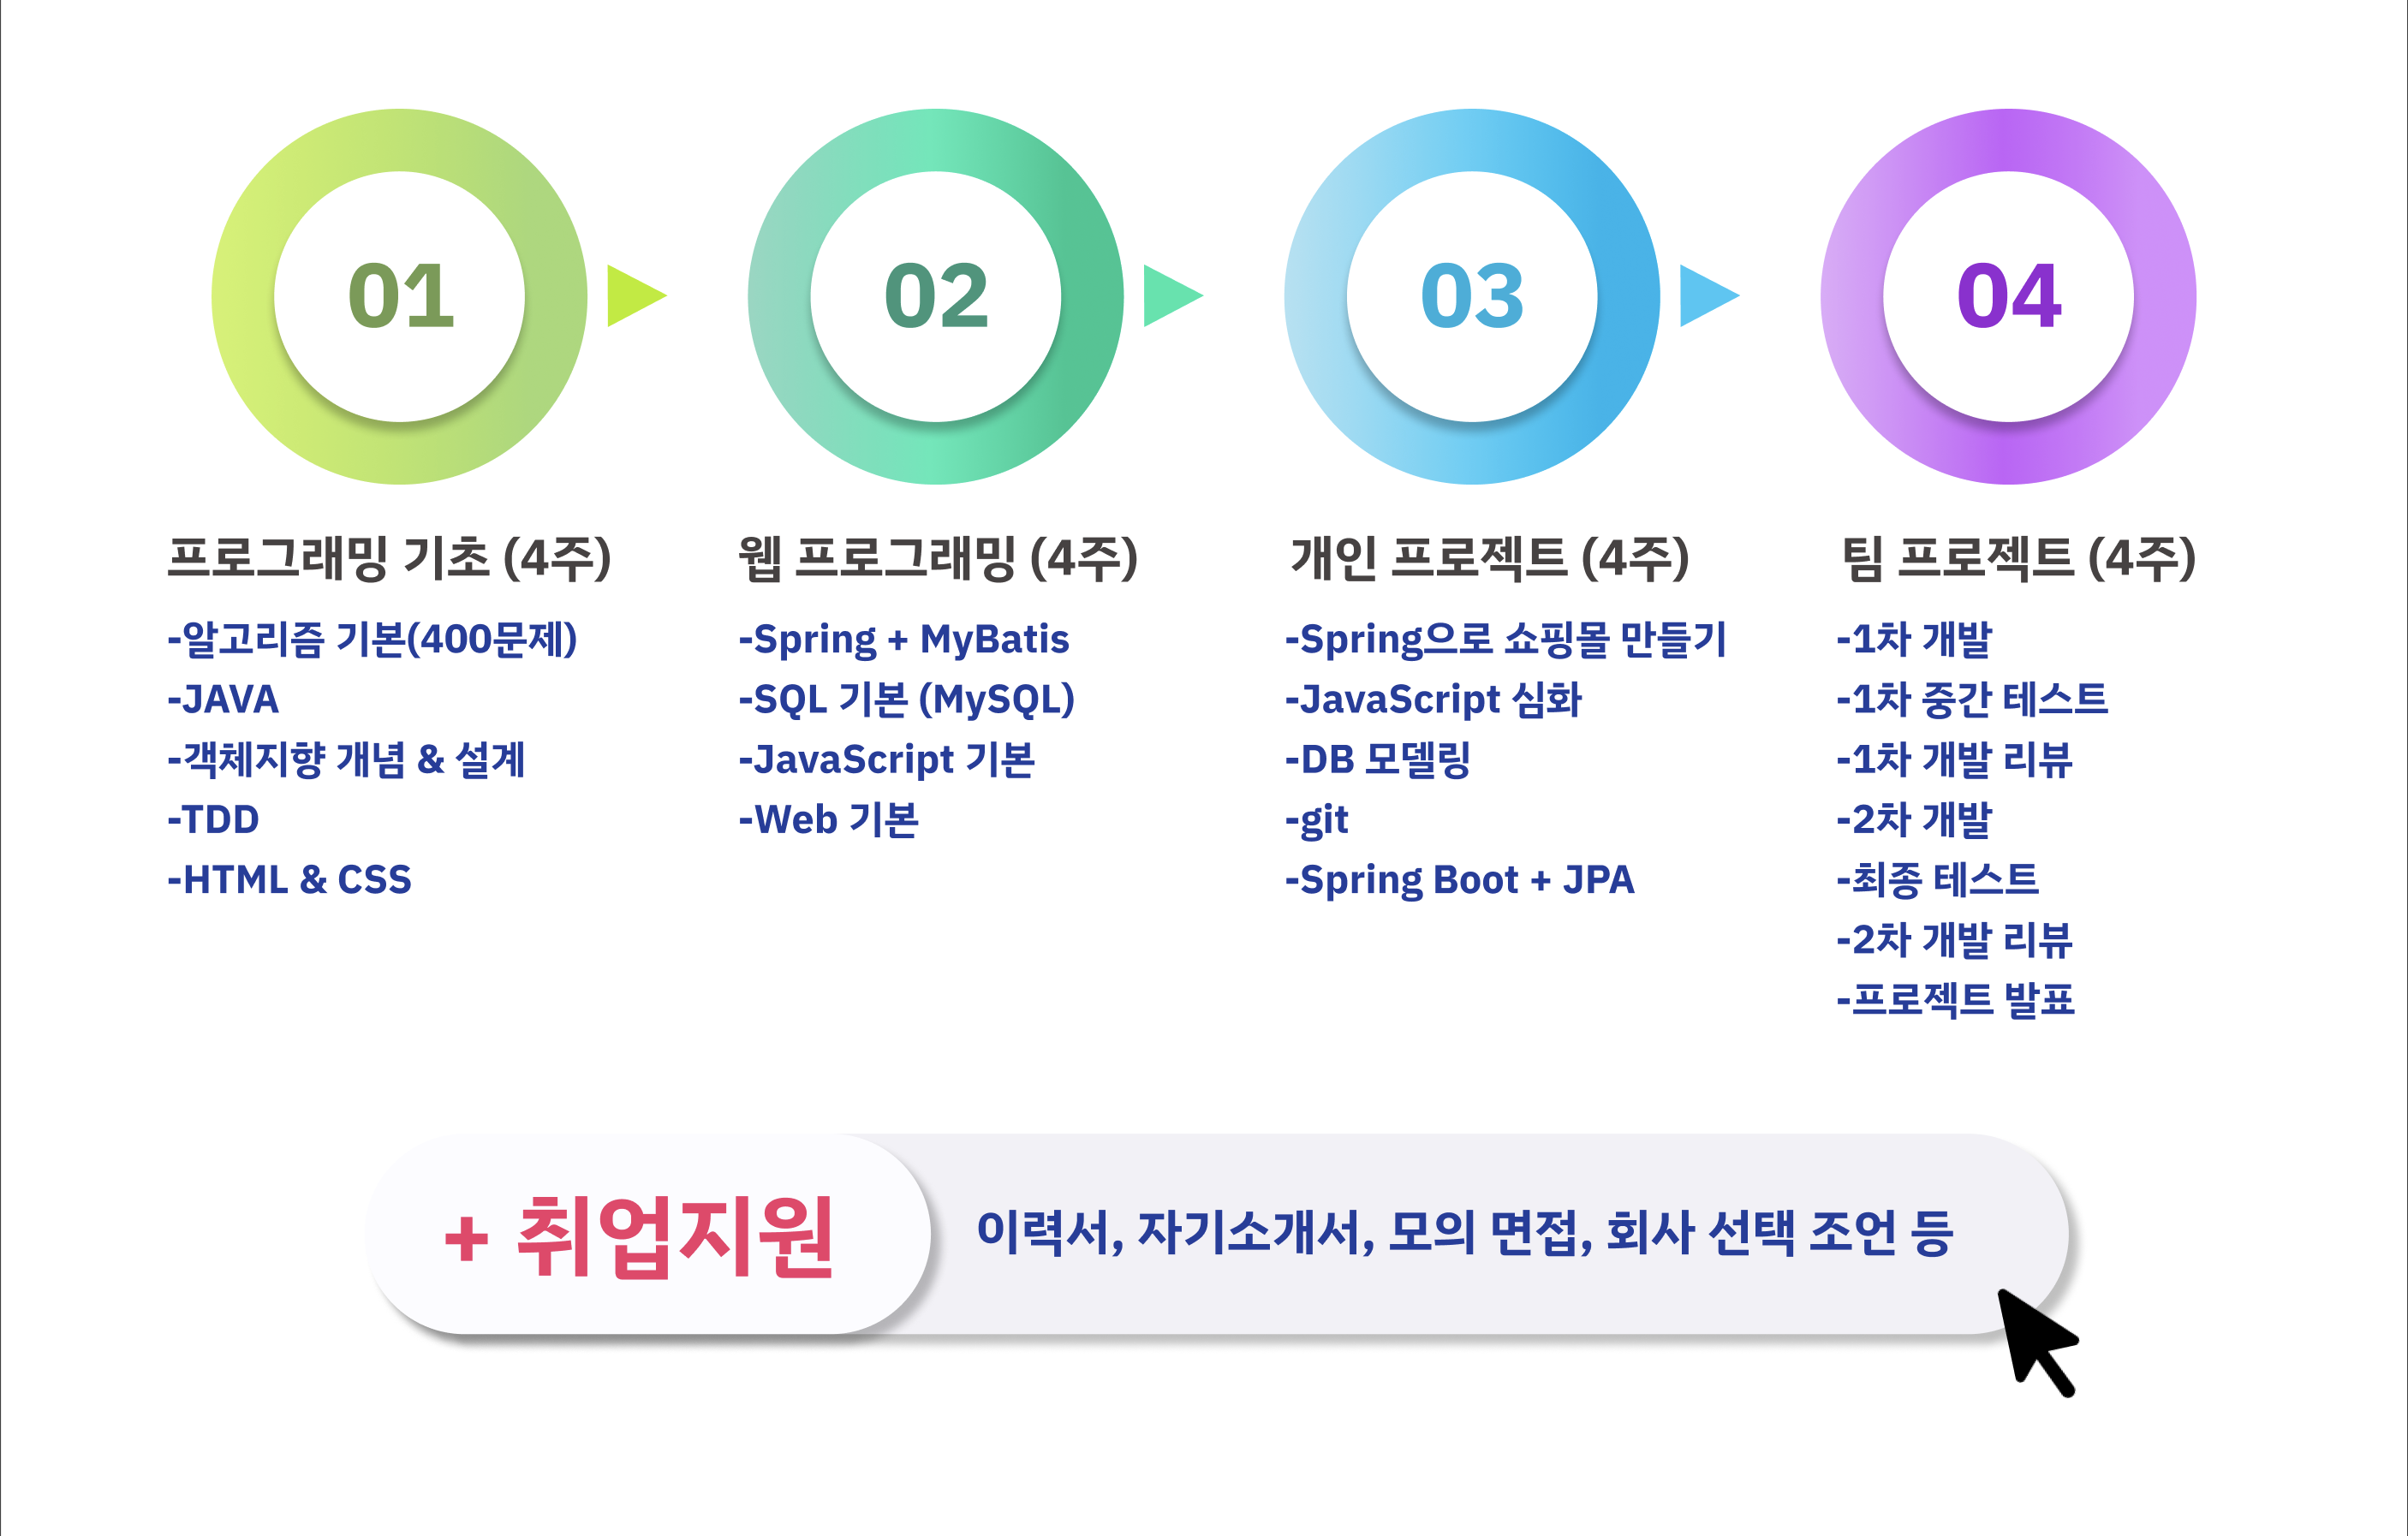 01
프로그래밍 기초 (4주)
-알고리즘 기본(400문제)
-JAVA
-객체지향 개념 & 설계
-TDD
-HTML & CSS
02
웹 프로그래밍 (4주)
-Spring + MyBatis
-SQL 기본 (MySQL)
-JavaScript 기본
-Web 기본
03
개인 프로젝트 (4주)
-Spring으로 쇼핑몰 만들기
-JavaScript 심화
-DB 모델링
-git
-Spring Boot + JPA
04
팀 프로젝트 (4주)
-1차 개발
-1차 중간 테스트
-1차 개발 리뷰
-2차 개발
-최종 테스트
-2차 개발 리뷰
-프로젝트 발표
+ 취업지원
이력서, 자기소개서, 모의 면접, 회사 선택 조언 등